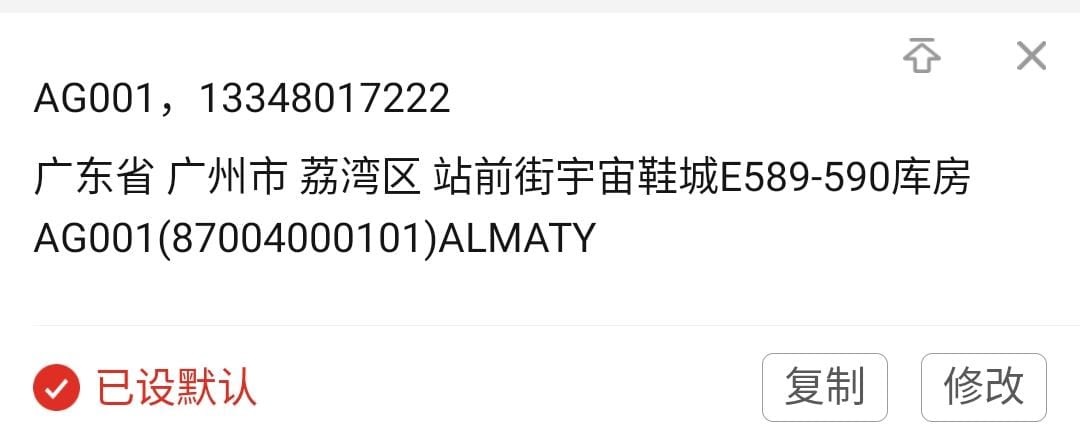 AG001，13348017222
广东省 广州市 荔湾区 站前街宇宙鞋城E589-590库房
AG001(87004000101)ALMATY
已设默认
复制
修改